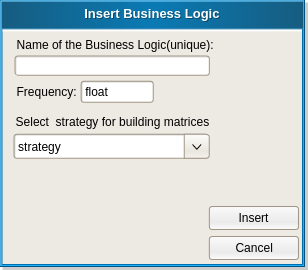 Insert Business Logic
Name of the Business Logic(unique):
Frequency: float
Select  strategy for building matrices
strategy
Insert
Cancel